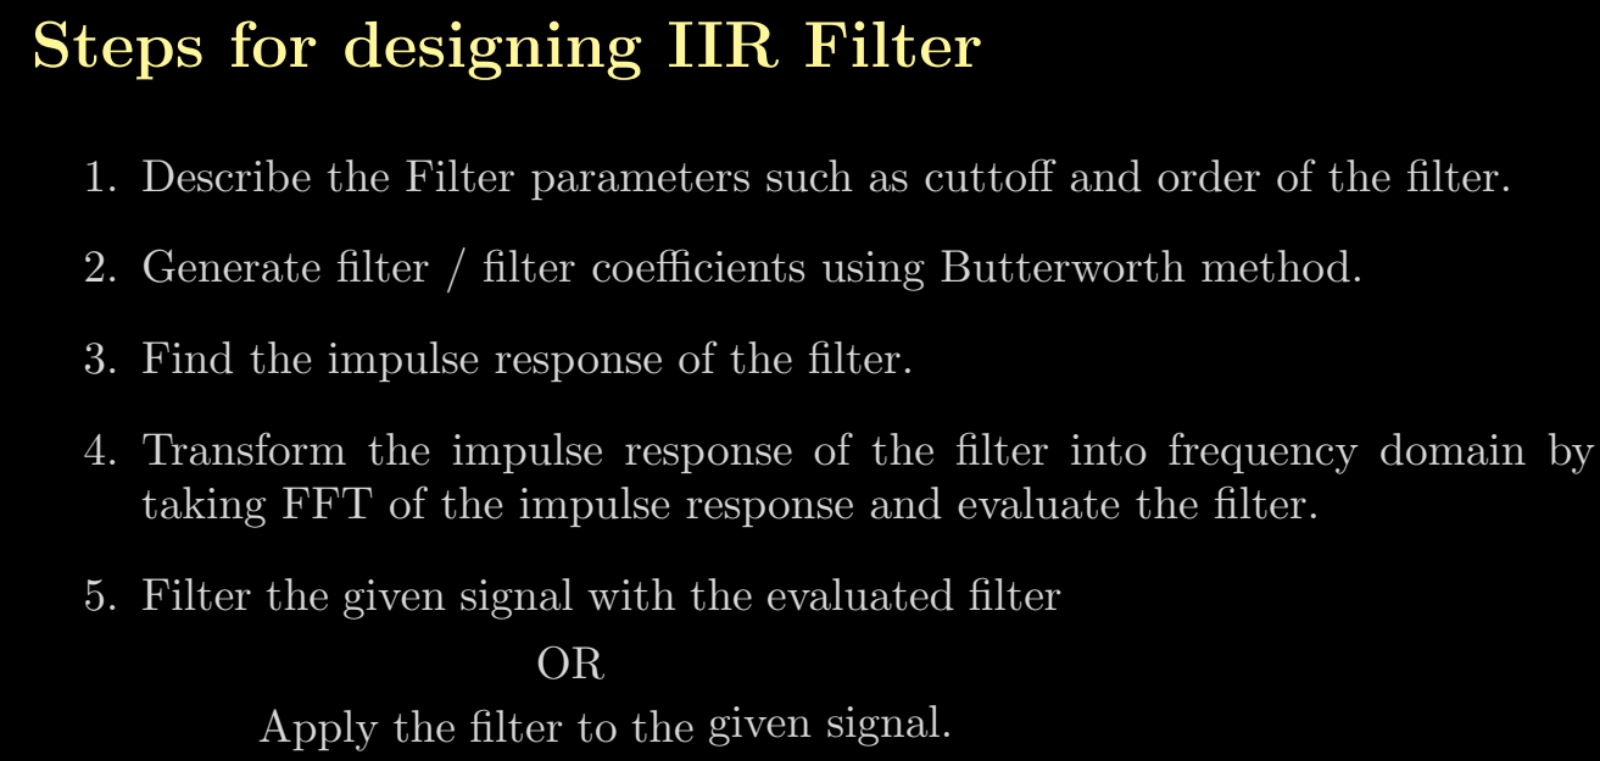 Steps for designing IIR Filter
1. Describe the Filter parameters such as cuttoff and order of the filter.
2. Generate filter / filter coefficients using Butterworth method.
3. Find the impulse response of the filter.
4. Transform the impulse response of the filter into frequency domain by
taking FFT of the impulse response and evaluate the filter.
5. Filter the given signal with the evaluated filter
OR
Apply the filter to the given signal.